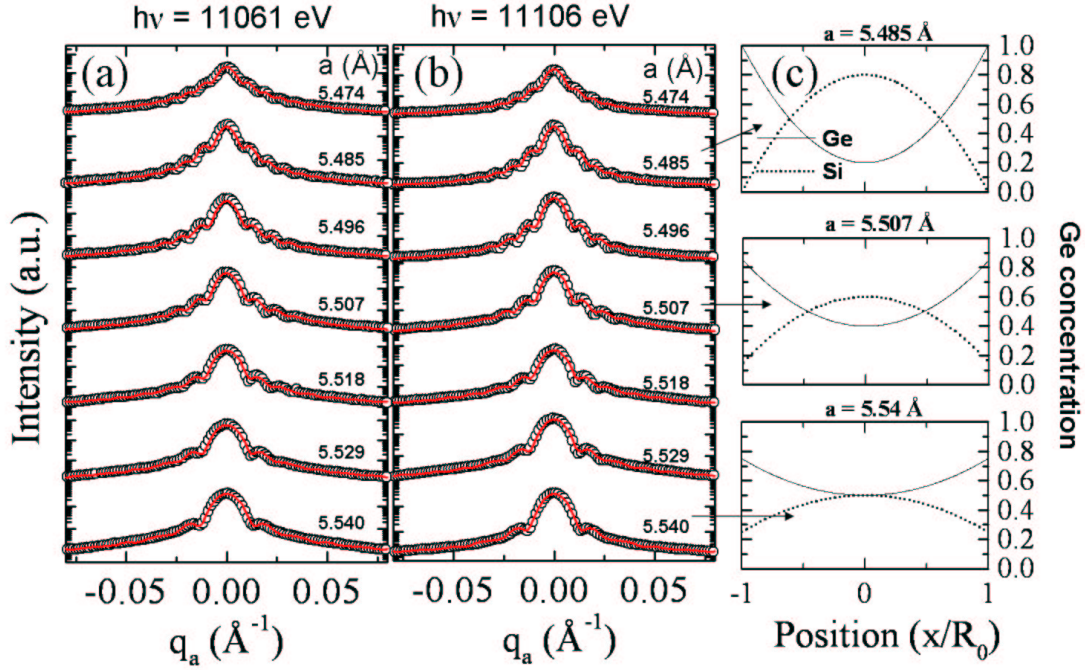 hν = 11061 eV
hν = 11106 eV
(a)
a (Å)
5.474
5.485
5.496
5.507
5.518
5.529
5.540
(b)
a (Å)
5.474
5.485
5.496
5.507
5.518
5.529
5.540
(c)
a = 5.485 Å
Ge
Si
1.0
0.8
0.6
0.4
0.2
0.0
a = 5.507 Å
1.0
0.8
0.6
0.4
0.2
0.0
a = 5.54 Å
1.0
0.8
0.6
0.4
0.2
0.0
Intensity (a.u.)
Ge concentration
-0.05 0.00 0.05
-0.05 0.00 0.05
-1 0 1
qa (Å-1)
qa (Å-1)
Position (x/R0)